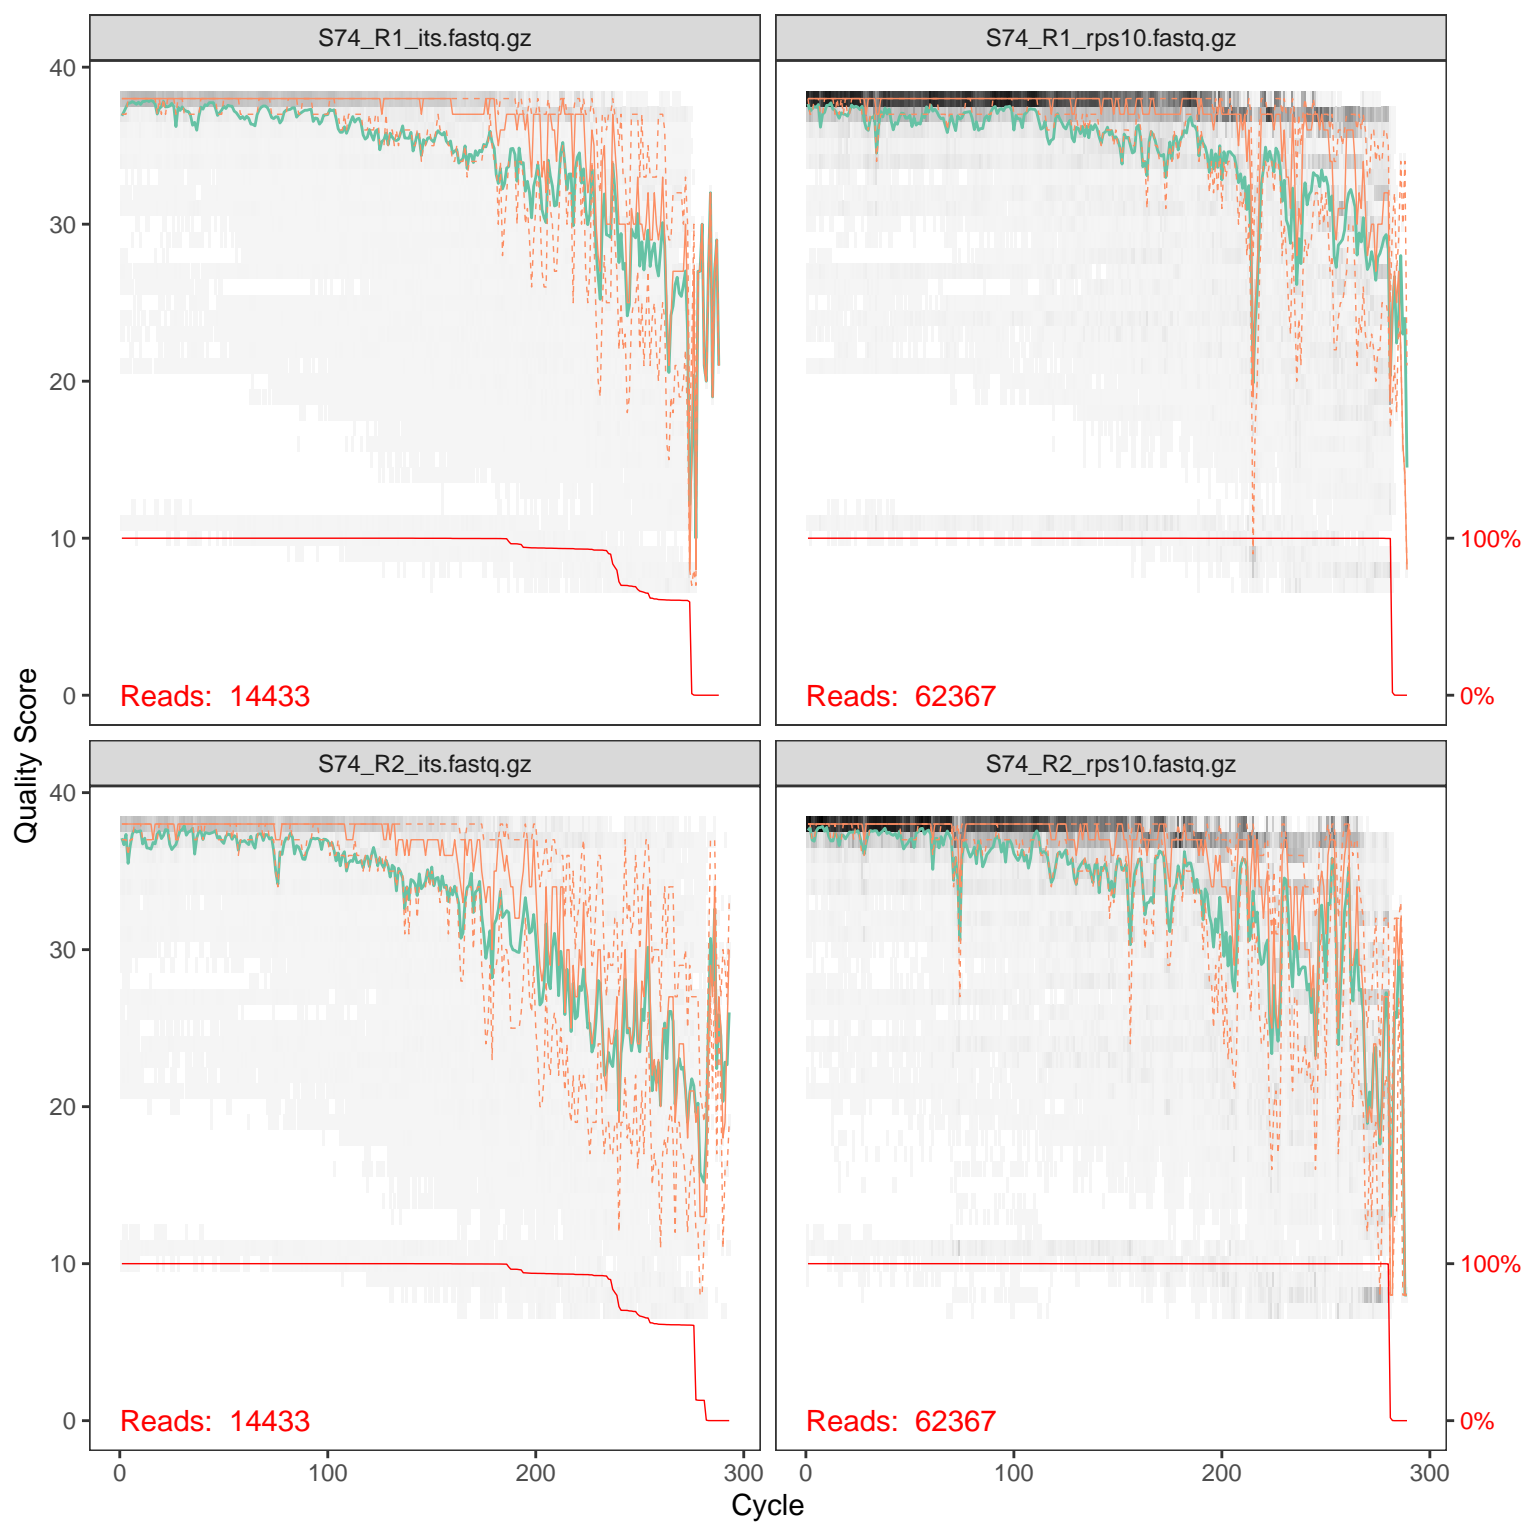 S74_R1_its.fastq.gz
S74_R1_rps10.fastq.gz
40
30
20
10
0
100%
0%
Reads: 14433
Reads: 62367
Quality Score
S74_R2_its.fastq.gz
S74_R2_rps10.fastq.gz
40
30
20
10
0
100%
0%
Reads: 14433
Reads: 62367
0 100 200 300
0 100 200 300
Cycle